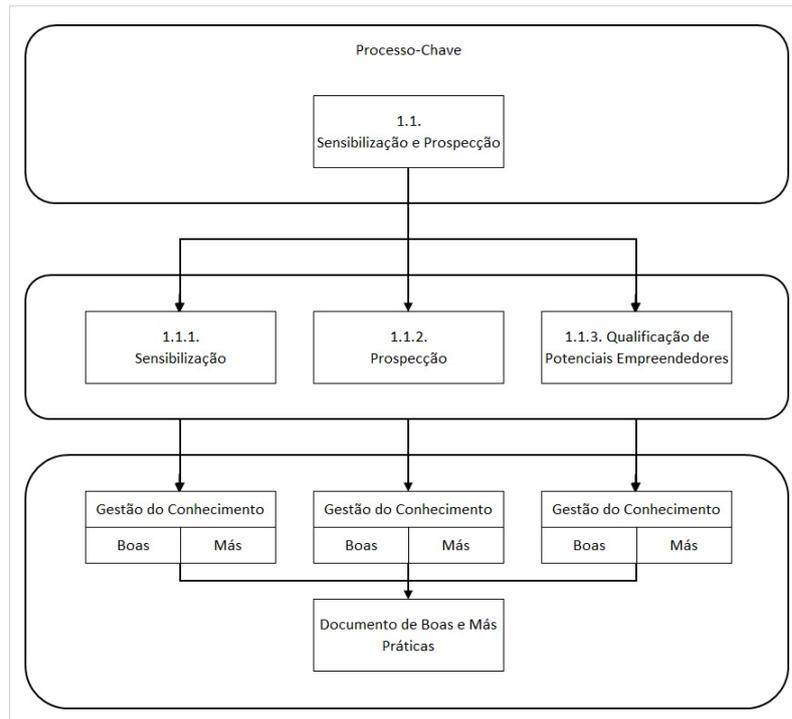 Processo-Chave
1.1.
Sensibilização e Prospecção
1.1.1.
Sensibilização
1.1.2.
Prospecção
1.1.3. Qualificação de
Potenciais Empreendedores
Gestão do Conhecimento
Boas Más
Gestão do Conhecimento
Boas Más
Gestão do Conhecimento
Boas Más
Documento de Boas e Más
Práticas